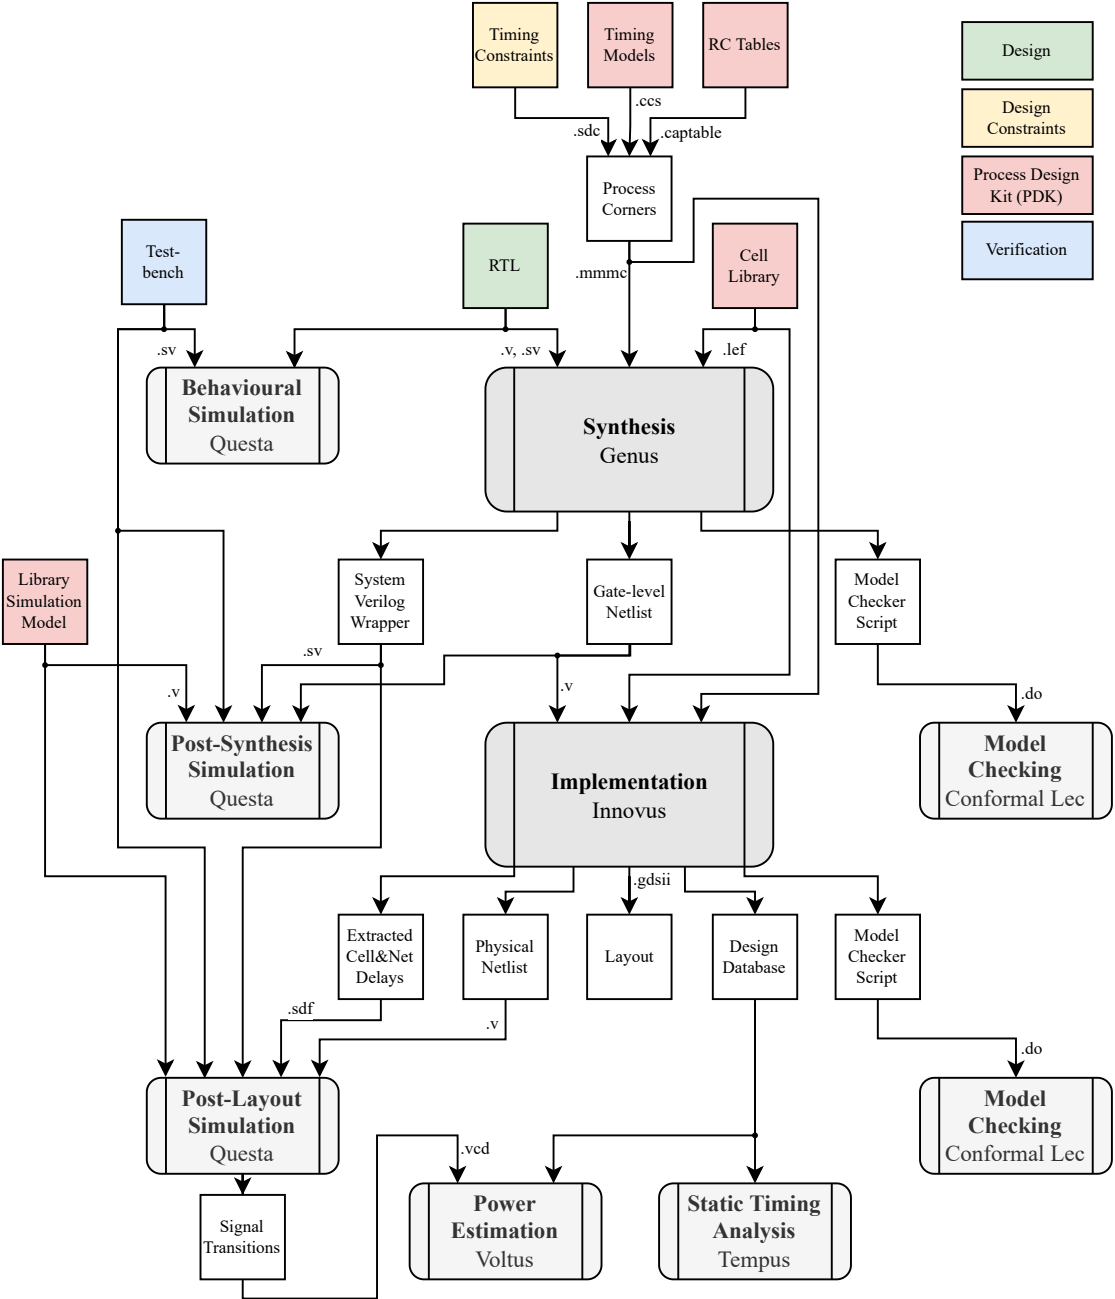 Timing
Constraints
Timing
Models
RC Tables
Design
Design
Constraints
Process Design
Kit (PDK)
Verification
.ccs
.sdc
.captable
Process
Corners
Test-
bench
RTL
.mmmc
Cell
Library
.sv
.v, .sv
.lef
Behavioural
Simulation
Questa
Synthesis
Genus
Library
Simulation
Model
System
Verilog
Wrapper
Gate-level
Netlist
Model
Checker
Script
.sv
.v
.v
.do
Post-Synthesis
Simulation
Questa
Implementation
Innovus
Model
Checking
Conformal Lec
.gdsii
Extracted
Cell&Net
Delays
Physical
Netlist
Layout
Design
Database
Model
Checker
Script
.sdf
.v
.do
Post-Layout
Simulation
Questa
Model
Checking
Conformal Lec
.vcd
Signal
Transitions
Power
Estimation
Voltus
Static Timing
Analysis
Tempus